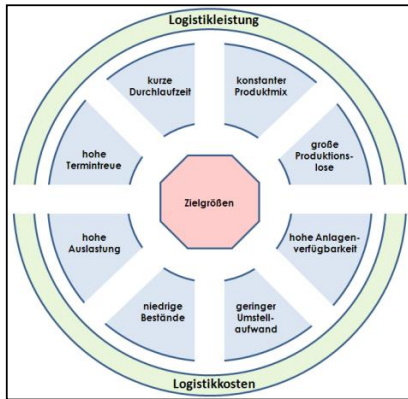 Logistikleistung
kurze
Durchlaufzeit
konstanter
Produktmix
hohe
Termintreue
große
Produktions-
lose
Zielgrößen
hohe
Auslastung
hohe Anlagen-
verfügbarkeit
niedrige
Bestände
geringer
Umstell-
aufwand
Logistikkosten